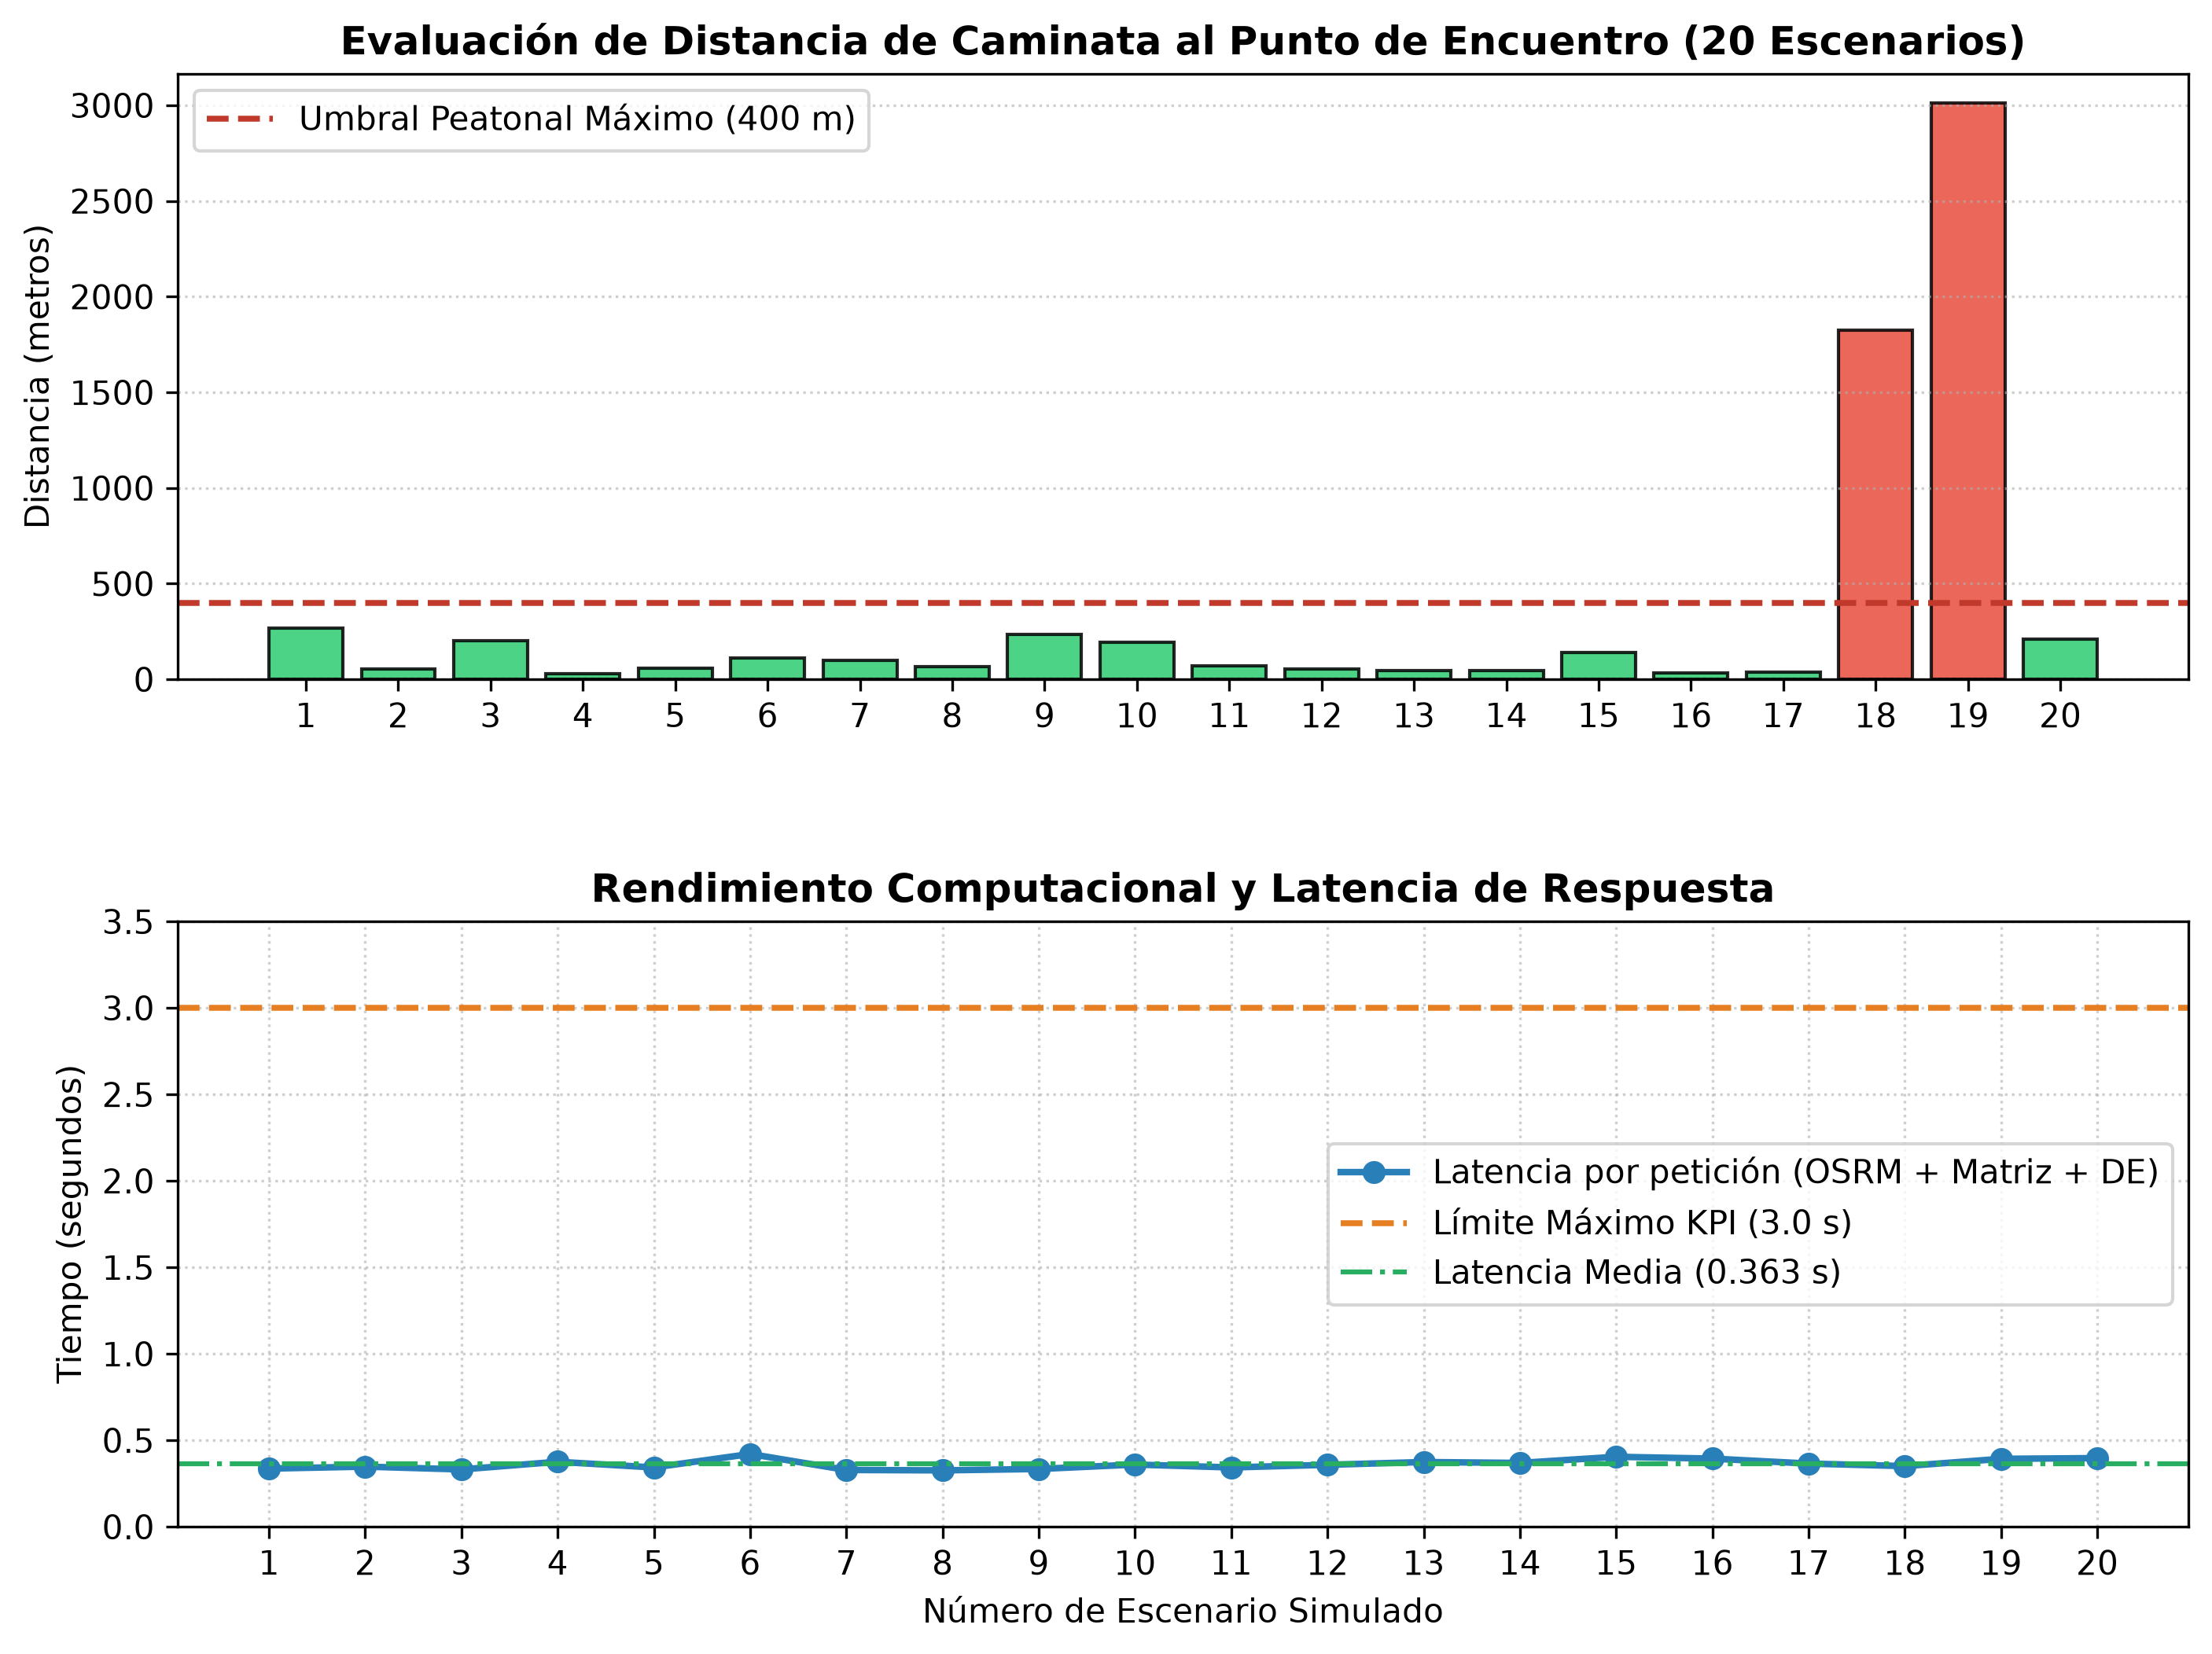 Evaluación de Distancia de Caminata al Punto de Encuentro (20 Escenarios)
Umbral Peatonal Máximo (400 m)
Distancia (metros)
3000
2500
2000
1500
1000
500
0
1 2 3 4 5 6 7 8 9 10 11 12 13 14 15 16 17 18 19 20
Rendimiento Computacional y Latencia de Respuesta
Tiempo (segundos)
3.5
3.0
2.5
2.0
1.5
1.0
0.5
0.0
Latencia por petición (OSRM + Matriz + DE)
Límite Máximo KPI (3.0 s)
Latencia Media (0.363 s)
1 2 3 4 5 6 7 8 9 10 11 12 13 14 15 16 17 18 19 20
Número de Escenario Simulado